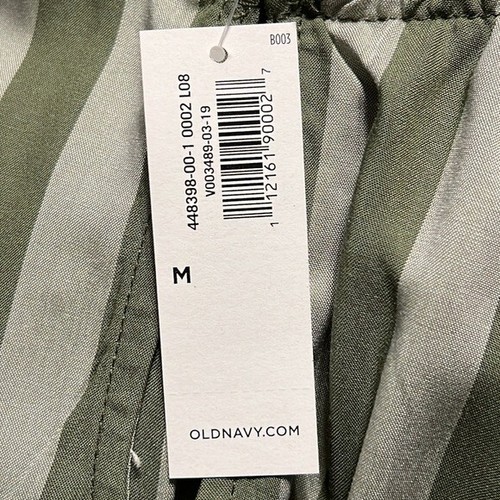 B003
448398-00-1 0002 L08
V003489-03-19
1 12161 90002 7
M
OLDNAVY.COM